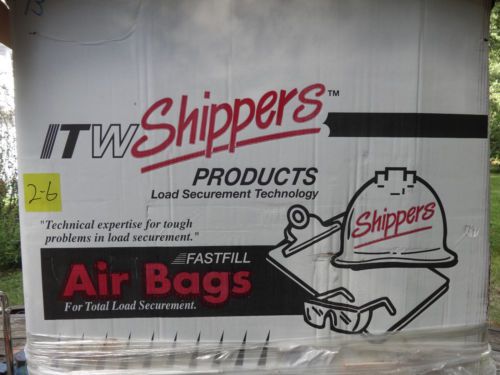 13
ITW Shippers™
PRODUCTS
Load Securement Technology
2-6
"Technical expertise for tough
problems in load securement."
Shippers
FASTFILL
Air Bags
For Total Load Securement.